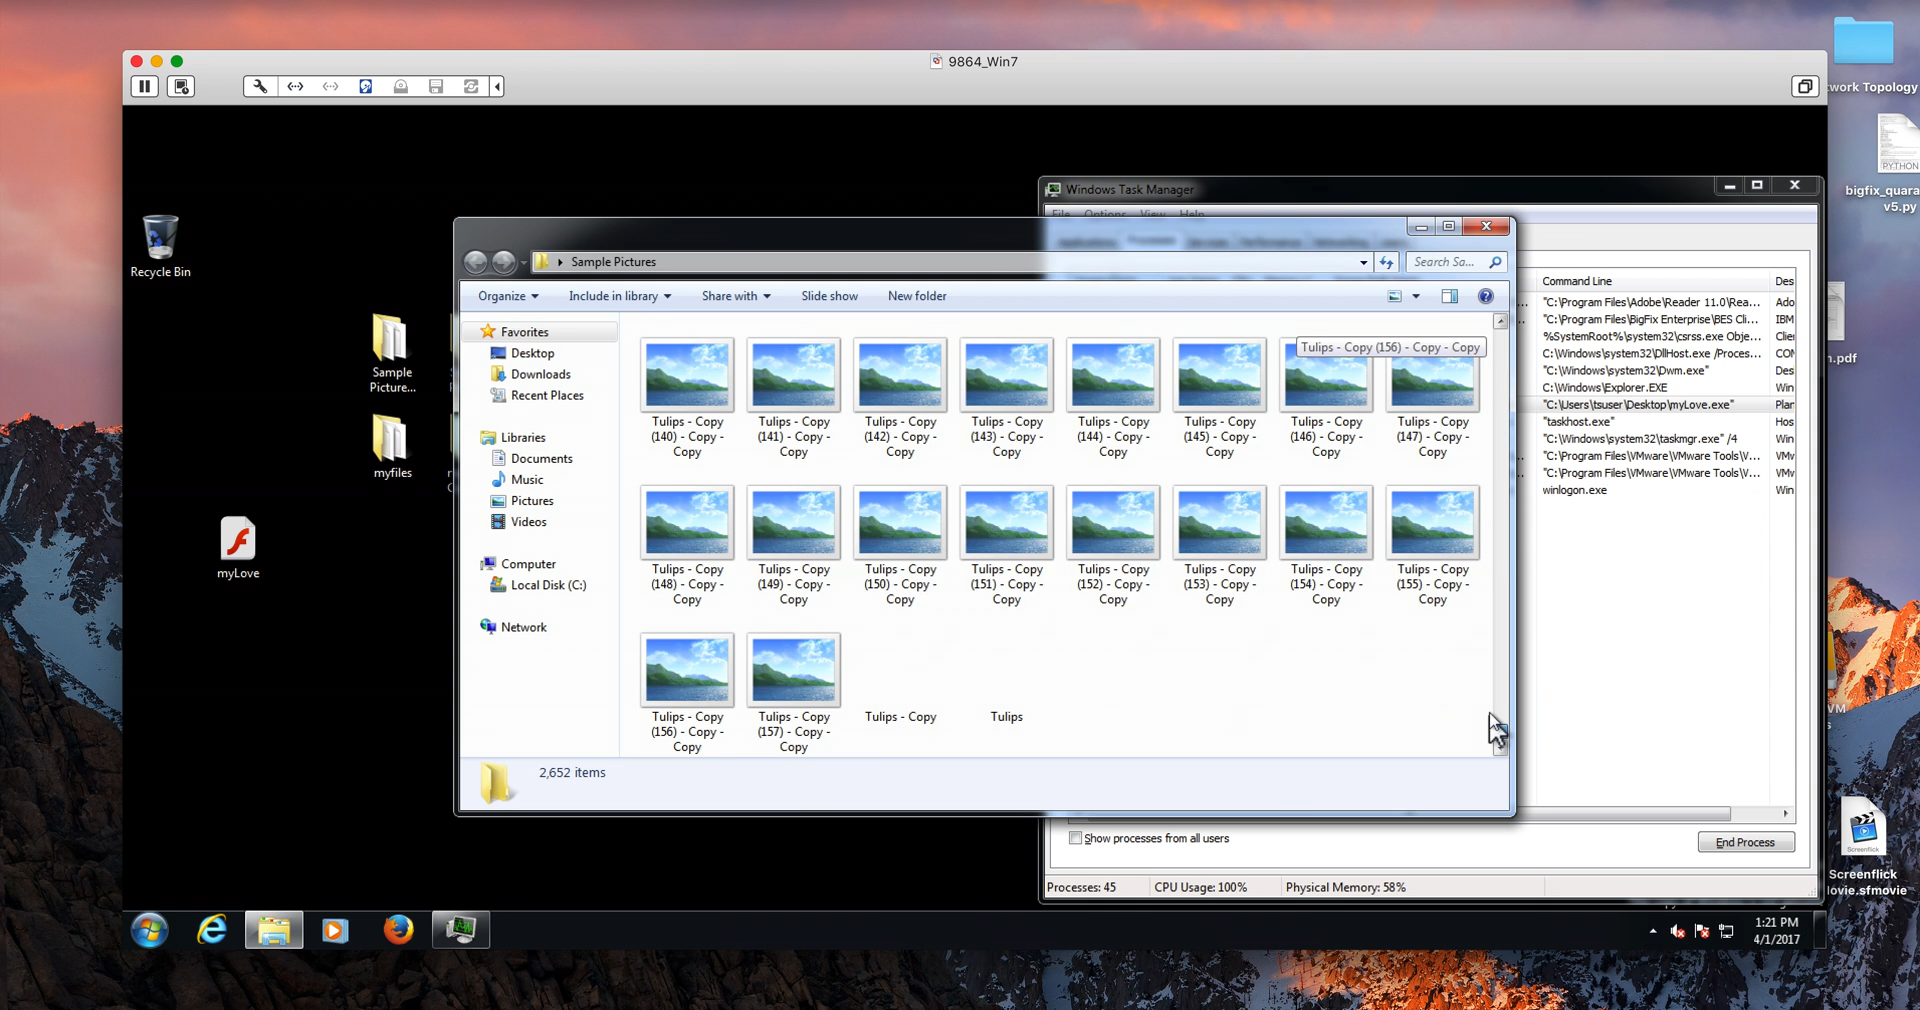 9864_Win7
work Topology
PYTHON
bigfix_quara
v5.py
n.pdf
Screenflick
Screenflick
ovie.sfmovie
Recycle Bin
Sample
Picture...
myfiles
myLove
Windows Task Manager
File Options View Help
Sample Pictures
Search Sa...
Organize
Include in library
Share with
Slide show
New folder
Favorites
Desktop
Downloads
Recent Places
Libraries
Documents
Music
Pictures
Videos
Computer
Local Disk (C:)
Network
Tulips - Copy (156) - Copy - Copy
Tulips - Copy
(140) - Copy -
Copy
Tulips - Copy
(141) - Copy -
Copy
Tulips - Copy
(142) - Copy -
Copy
Tulips - Copy
(143) - Copy -
Copy
Tulips - Copy
(144) - Copy -
Copy
Tulips - Copy
(145) - Copy -
Copy
Tulips - Copy
(146) - Copy -
Copy
Tulips - Copy
(147) - Copy -
Copy
Tulips - Copy
(148) - Copy -
Copy
Tulips - Copy
(149) - Copy -
Copy
Tulips - Copy
(150) - Copy -
Copy
Tulips - Copy
(151) - Copy -
Copy
Tulips - Copy
(152) - Copy -
Copy
Tulips - Copy
(153) - Copy -
Copy
Tulips - Copy
(154) - Copy -
Copy
Tulips - Copy
(155) - Copy -
Copy
Tulips - Copy
(156) - Copy -
Copy
Tulips - Copy
(157) - Copy -
Copy
Tulips - Copy
Tulips
2,652 items
Command Line Des
"C:\Program Files\Adobe\Reader 11.0\Rea... Ado
"C:\Program Files\BigFix Enterprise\BES Cli... IBM
%SystemRoot%\system32\csrss.exe Obje... Clie
C:\Windows\system32\DllHost.exe /Proces... COM
"C:\Windows\system32\Dwm.exe" Des
C:\Windows\Explorer.EXE Win
"C:\Users\tsuser\Desktop\myLove.exe" Plan
"taskhost.exe" Hos
"C:\Windows\system32\taskmgr.exe" /4 Win
"C:\Program Files\VMware\VMware Tools\V... VMw
"C:\Program Files\VMware\VMware Tools\V... VMw
winlogon.exe Win
Show processes from all users
End Process
Processes: 45
CPU Usage: 100%
Physical Memory: 58%
1:21 PM
4/1/2017